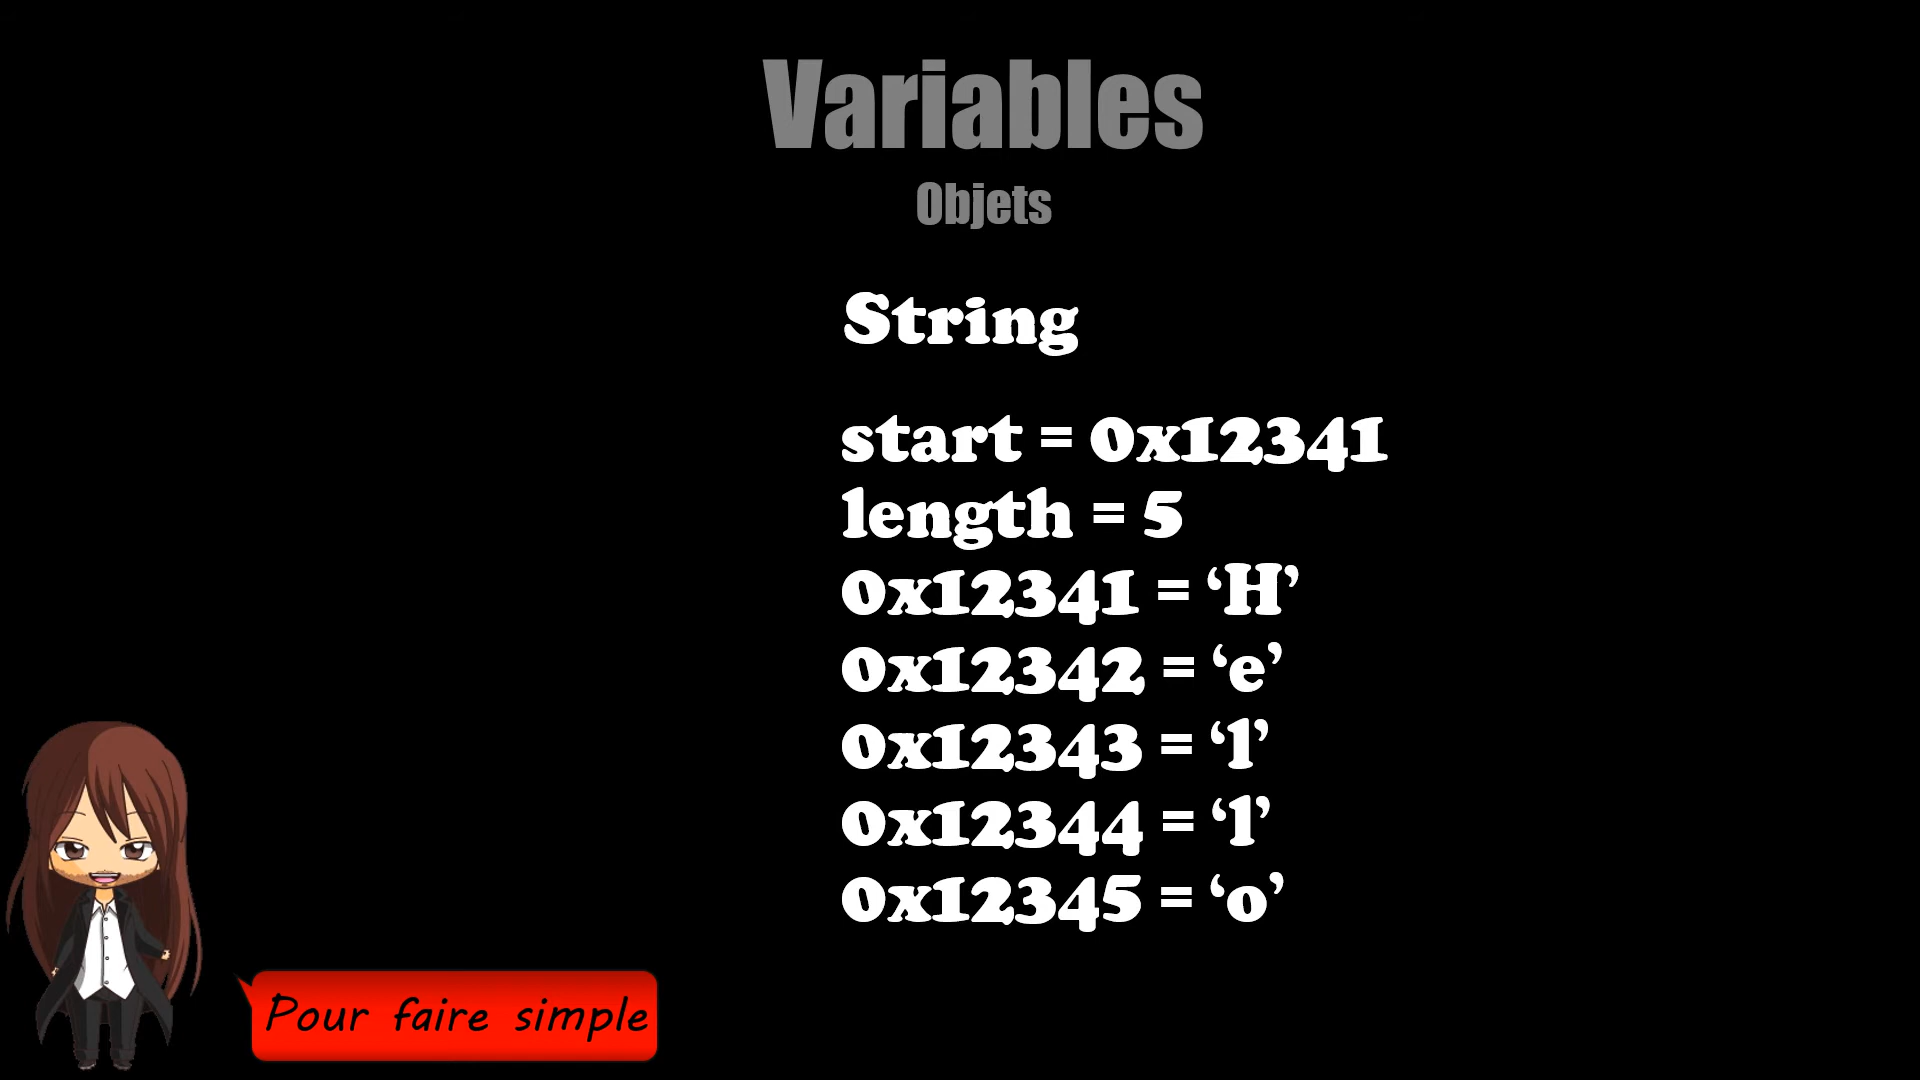 Variables
Objets
String
start = 0x12341
length = 5
0x12341 = ‘H’
0x12342 = ‘e’
0x12343 = ‘l’
0x12344 = ‘l’
0x12345 = ‘o’
Pour faire simple